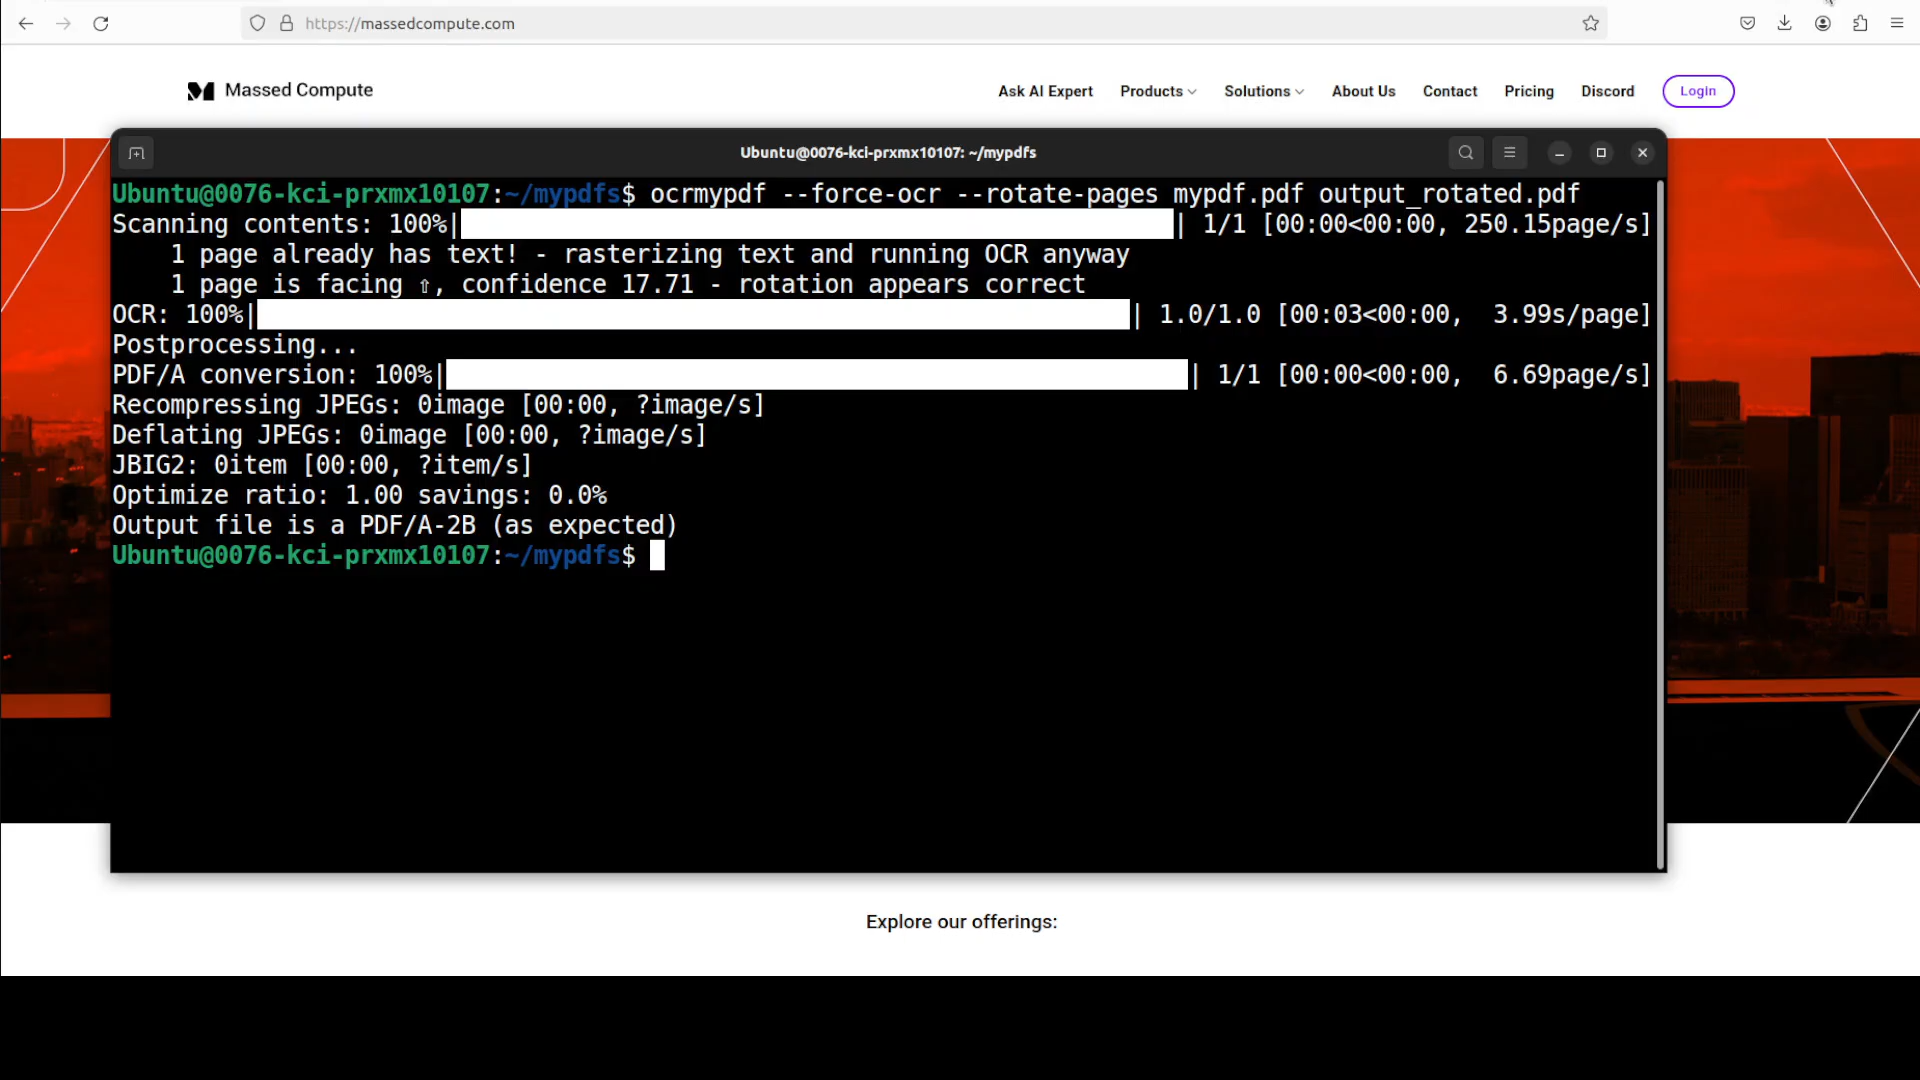 https://massedcompute.com
Massed Compute
Ask AI Expert
Products
Solutions
About Us
Contact
Pricing
Discord
Login
Ubuntu@0076-kci-prxmx10107: ~/mypdfs
Ubuntu@0076-kci-prxmx10107:~/mypdfs$ ocrmypdf --force-ocr --rotate-pages mypdf.pdf output_rotated.pdf
Scanning contents: 100%| | 1/1 [00:00<00:00, 250.15page/s]
1 page already has text! - rasterizing text and running OCR anyway
1 page is facing ⇧, confidence 17.71 - rotation appears correct
OCR: 100%| | 1.0/1.0 [00:03<00:00, 3.99s/page]
Postprocessing...
PDF/A conversion: 100%| | 1/1 [00:00<00:00, 6.69page/s]
Recompressing JPEGs: 0image [00:00, ?image/s]
Deflating JPEGs: 0image [00:00, ?image/s]
JBIG2: 0item [00:00, ?item/s]
Optimize ratio: 1.00 savings: 0.0%
Output file is a PDF/A-2B (as expected)
Ubuntu@0076-kci-prxmx10107:~/mypdfs$
Explore our offerings: